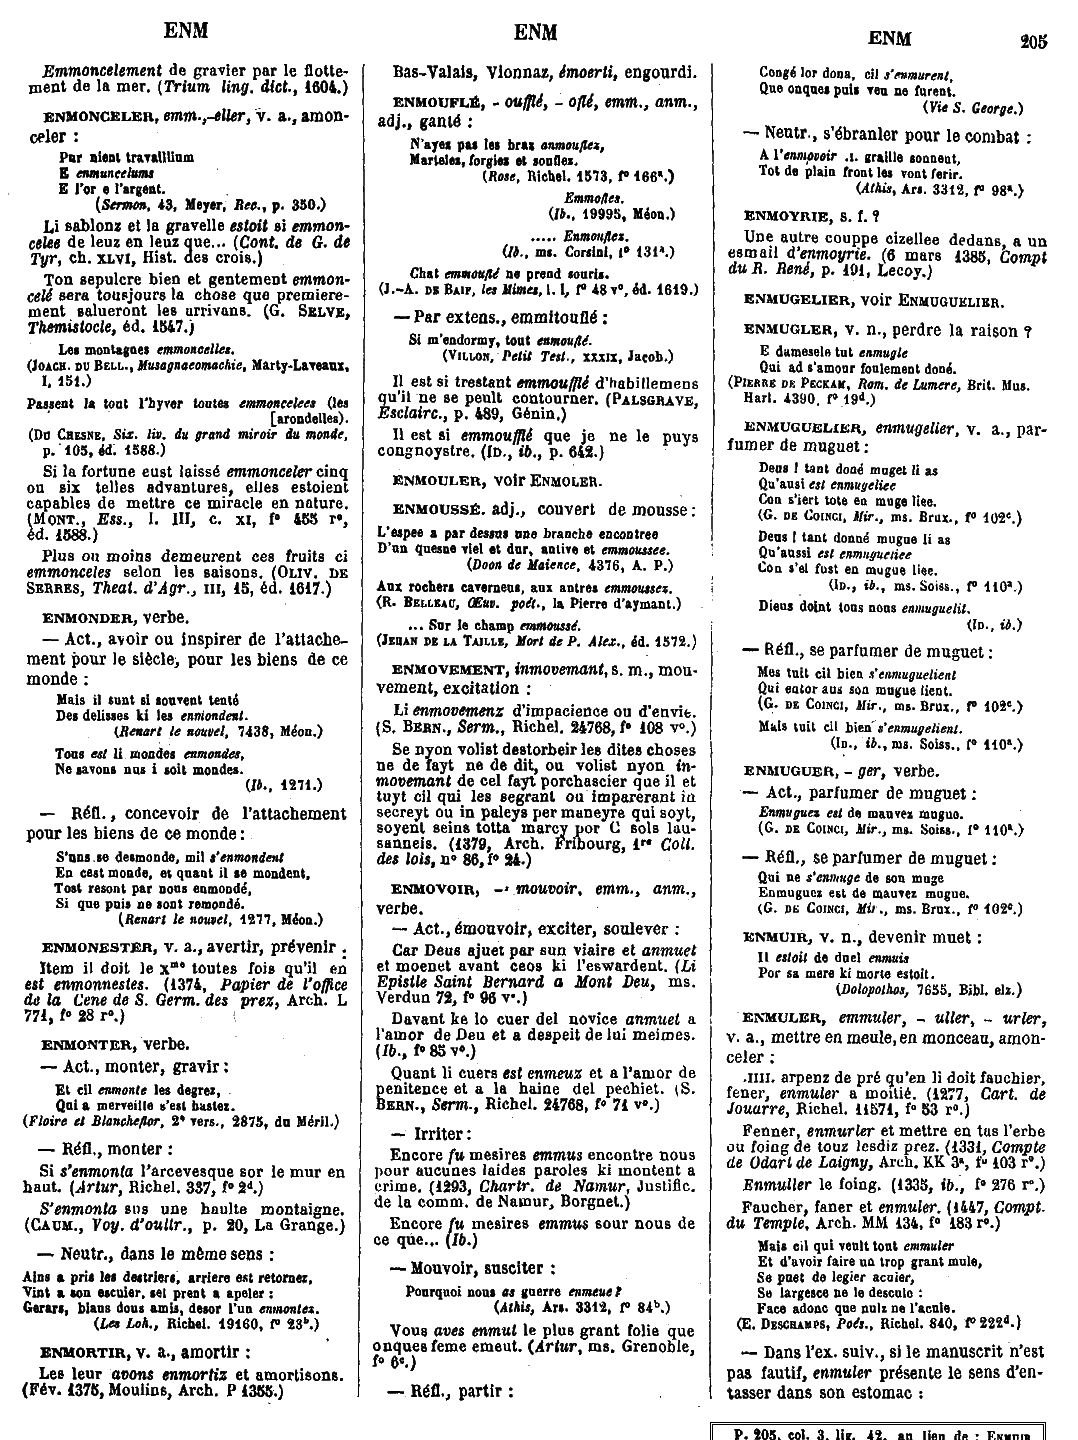 ENM
ENM
ENM
205
Emmoncelement de gravier par le flotte-
ment de la mer. (Trium ling. dict., 1604.)
ENMONCELER, emm., -eller, v. a., amon-
celer :
Par nient travaillium
E enmuncelums
E l'or e l'argent.
(Sermon, 43, Meyer, Rec., p. 350.)
Li sablonz et la gravelle estoit si emmon-
celee de leuz en leuz que... (Cont. de G. de
Tyr, ch. XLVI, Hist. des crois.)
Ton sepulcre bien et gentement emmon-
celé sera tousjours la chose que premiere-
ment salueront les arrivans. (G. SELVE,
Themistocle, éd. 1547.)
Les montagnes emmoncelles.
(JOACH. DU BELL., Musagnaeomachie, Marty-Laveaux,
I, 151.)
Passent la tout l'hyver toutes emmoncelees (les
[arondelles).
(DU CHESNE, Six. liv. du grand miroir du monde,
p. 105, éd. 1588.)
Si la fortune eust laissé emmonceler cinq
ou six telles advantures, elles estoient
capables de mettre ce miracle en nature.
(MONT., Ess., l. III, c. XI, f° 455 r°,
éd. 1588.)
Plus ou moins demeurent ces fruits ci
emmonceles selon les saisons. (OLIV. DE
SERRES, Theat. d'Agr., III, 15, éd. 1617.)
ENMONDER, verbe.
— Act., avoir ou inspirer de l'attache-
ment pour le siècle, pour les biens de ce
monde :
Mais il sunt si souvent tenté
Des delisses ki les enmondent.
(Renart le nouvel, 7438, Méon.)
Tous est li mondes enmondes,
Ne savons nus i soit mondes.
(Ib., 1271.)
— Réfl., concevoir de l'attachement
pour les biens de ce monde :
S'uns se desmonde, mil s'enmondent
En cest monde, et quant il se mondent,
Tost resont par nous enmondé,
Si que puis ne sont remondé.
(Renart le nouvel, 1277, Méon.)
ENMONESTER, v. a., avertir, prévenir :
Item il doit le x^me toutes fois qu'il en
est enmonnestes. (1374, Papier de l'office
de la Cene de S. Germ. des prez, Arch. L
771, f° 28 r°.)
ENMONTER, verbe.
— Act., monter, gravir :
Et cil enmonte les degrez,
Qui a merveille s'est hastez.
(Floire et Blancheflor, 2^e vers., 2875, du Méril.)
— Réfl., monter :
Si s'enmonta l'arcevesque sor le mur en
haut. (Artur, Richel. 337, f° 2^d.)
S'enmonta sus une haulte montaigne.
(CAUM., Voy. d'oultr., p. 20, La Grange.)
— Neutr., dans le même sens :
Ains a pris les destriers, arriere est retornez,
Vint a son escuier, sel prent a apeler :
Gerars, biaus dous amis, desor l'un enmontez.
(Les Loh., Richel. 19160, f° 23^b.)
ENMORTIR, v. a., amortir :
Les leur avons enmortiz et amortisons.
(Fév. 1375, Moulins, Arch. P 1355.)
Bas-Valais, Vionnaz, émoerti, engourdi.
ENMOUFLÉ, - oufflé, - oflé, emm., anm.,
adj., ganté :
N'ayez pas les bras anmouflez,
Martelez, forgies et souflez.
(Rose, Richel. 1573, f° 166^a.)
Emmoflez.
(Ib., 19995, Méon.)
..... Enmouflez.
(Ib., ms. Corsini, f° 131^a.)
Chat emmouflé ne prend souris.
(J.-A. DE BAIF, les Mimes, l. I, f° 48 v°, éd. 1619.)
— Par extens., emmitouflé :
Si m'endormy, tout enmouflé.
(VILLON, Petit Test., XXXIX, Jacob.)
Il est si trestant emmoufflé d'habillemens
qu'il ne se peult contourner. (PALSGRAVE,
Esclairc., p. 489, Génin.)
Il est si emmoufflé que je ne le puys
congnoystre. (ID., ib., p. 642.)
ENMOULER, voir ENMOLER.
ENMOUSSÉ. adj., couvert de mousse :
L'espee a par dessus une branche encontree
D'un quesne viel et dur, antive et emmoussee.
(Doon de Maience, 4376, A. P.)
Aux rochers caverneus, aux antres emmoussez.
(R. BELLEAU, Œuv. poét., la Pierre d'aymant.)
... Sur le champ emmoussé.
(JEHAN DE LA TAILLE, Mort de P. Alex., éd. 1572.)
ENMOVEMENT, inmovemant, s. m., mou-
vement, excitation :
Li enmovemenz d'impacience ou d'envie.
(S. BERN., Serm., Richel. 24768, f° 108 v°.)
Se nyon volist destorbeir les dites choses
ne de fayt ne de dit, ou volist nyon in-
movemant de cel fayt porchascier que il et
tuyt cil qui les segrant ou imparerant in
secreyt ou in paleys per maneyre qui soyt,
soyent seins totta marcy por C sols lau-
sanneis. (1379, Arch. Fribourg, 1^re Coll.
des lois, n° 86, f° 24.)
ENMOVOIR, - mouvoir, emm., anm.,
verbe.
— Act., émouvoir, exciter, soulever :
Car Deus ajuet par sun viaire et anmuet
et moenet avant ceos ki l'eswardent. (Li
Epistle Saint Bernard a Mont Deu, ms.
Verdun 72, f° 96 v°.)
Davant ke lo cuer del novice anmuet a
l'amor de Deu et a despeit de lui meimes.
(Ib., f° 85 v°.)
Quant li cuers est enmeuz et a l'amor de
penitence et a la haine del pechiet. (S.
BERN., Serm., Richel. 24768, f° 71 v°.)
— Irriter :
Encore fu mesires emmus encontre nous
pour aucunes laides paroles ki montent a
crime. (1293, Chartr. de Namur, Justific.
de la comm. de Namur, Borgnet.)
Encore fu mesires emmus sour nous de
ce que... (Ib.)
— Mouvoir, susciter :
Pourquoi nous as guerre enmeue ?
(Athis, Ars. 3312, f° 84^b.)
Vous aves enmut le plus grant folie que
onques feme emeut. (Artur, ms. Grenoble,
f° 6^c.)
— Réfl., partir :
Congé lor dona, cil s'enmurent,
Que onques puis veu ne furent.
(Vie S. George.)
— Neutr., s'ébranler pour le combat :
A l'enmovoir .I. graille sonnent,
Tot de plain front les vont ferir.
(Athis, Ars. 3312, f° 98^a.)
ENMOYRIE, s. f. ?
Une autre couppe cizellee dedans, a un
esmail d'enmoyrie. (6 mars 1385, Compt
du R. René, p. 191, Lecoy.)
ENMUGELIER, voir ENMUGUELIER.
ENMUGLER, v. n., perdre la raison ?
E damesele tut enmugle
Qui ad s'amour foulement doné.
(PIERRE DE PECKAM, Rom. de Lumere, Brit. Mus.
Harl. 4390, f° 19^d.)
ENMUGUELIER, enmugelier, v. a., par-
fumer de muguet :
Deus ! tant doné muget li as
Qu'ausi est enmugeliee
Con s'iert tote en muge liee.
(G. DE COINCI, Mir., ms. Brux., f° 102^c.)
Deus ! tant donné mugue li as
Qu'aussi est enmugueliee
Con s'el fust en mugue liee.
(ID., ib., ms. Soiss., f° 110^a.)
Dieus doint tous nous enmuguelit.
(ID., ib.)
— Réfl., se parfumer de muguet :
Mes tuit cil bien s'enmuguelient
Qui entor aus son mugue lient.
(G. DE COINCI, Mir., ms. Brux., f° 102^c.)
Mais tuit cil bien s'enmugelient.
(ID., ib., ms. Soiss., f° 110^a.)
ENMUGUER, - ger, verbe.
— Act., parfumer de muguet :
Enmuguez est de mauvez mugue.
(G. DE COINCI, Mir., ms. Soiss., f° 110^a.)
— Réfl., se parfumer de muguet :
Qui ne s'enmuge de son muge
Enmuguez est de mauvez mugue.
(G. DE COINCI, Mir., ms. Brux., f° 102^c.)
ENMUIR, v. n., devenir muet :
Il estoit de duel enmuis
Por sa mere ki morte estoit.
(Dolopathos, 7655, Bibl. elz.)
ENMULER, emmuler, - uller, - urler,
v. a., mettre en meule, en monceau, amon-
celer :
.IIII. arpenz de pré qu'en li doit fauchier,
fener, enmuler a moitié. (1277, Cart. de
Jouarre, Richel. 11571, f° 53 r°.)
Fenner, enmurler et mettre en tas l'erbe
ou foing de touz lesdiz prez. (1331, Compte
de Odart de Laigny, Arch. KK 3^a, f° 103 r°.)
Enmuller le foing. (1335, ib., f° 276 r°.)
Faucher, faner et enmuler. (1447, Compt.
du Temple, Arch. MM 134, f° 183 r°.)
Mais cil qui veult tout emmuler
Et d'avoir faire un trop grant mule,
Se puet de legier aculer,
Se largesce ne le desculo :
Face adonc que nulz ne l'acule.
(E. DESCHAMPS, Poés., Richel. 840, f° 222^d.)
— Dans l'ex. suiv., si le manuscrit n'est
pas fautif, enmuler présente le sens d'en-
tasser dans son estomac :
P. 205, col. 3, lig. 42, au lien de : ENMUIR